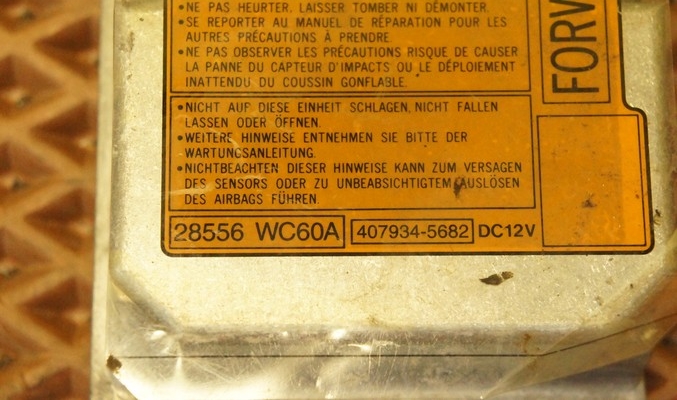 •NE PAS HEURTER, LAISSER TOMBER NI DÉMONTER.
•SE REPORTER AU MANUEL DE RÉPARATION POUR LES
AUTRES PRÉCAUTIONS À PRENDRE.
•NE PAS OBSERVER LES PRÉCAUTIONS RISQUE DE CAUSER
LA PANNE DU CAPTEUR D'IMPACTS OU LE DÉPLOIEMENT
INATTENDU DU COUSSIN GONFLABLE.
•NICHT AUF DIESE EINHEIT SCHLAGEN, NICHT FALLEN
LASSEN ODER ÖFFNEN.
•WEITERE HINWEISE ENTNEHMEN SIE BITTE DER
WARTUNGSANLEITUNG.
•NICHTBEACHTEN DIESER HINWEISE KANN ZUM VERSAGEN
DES SENSORS ODER ZU UNBEABSICHTIGTEM AUSLÖSEN
DES AIRBAGS FÜHREN.
28556 WC60A 407934-5682 DC12V
FORW